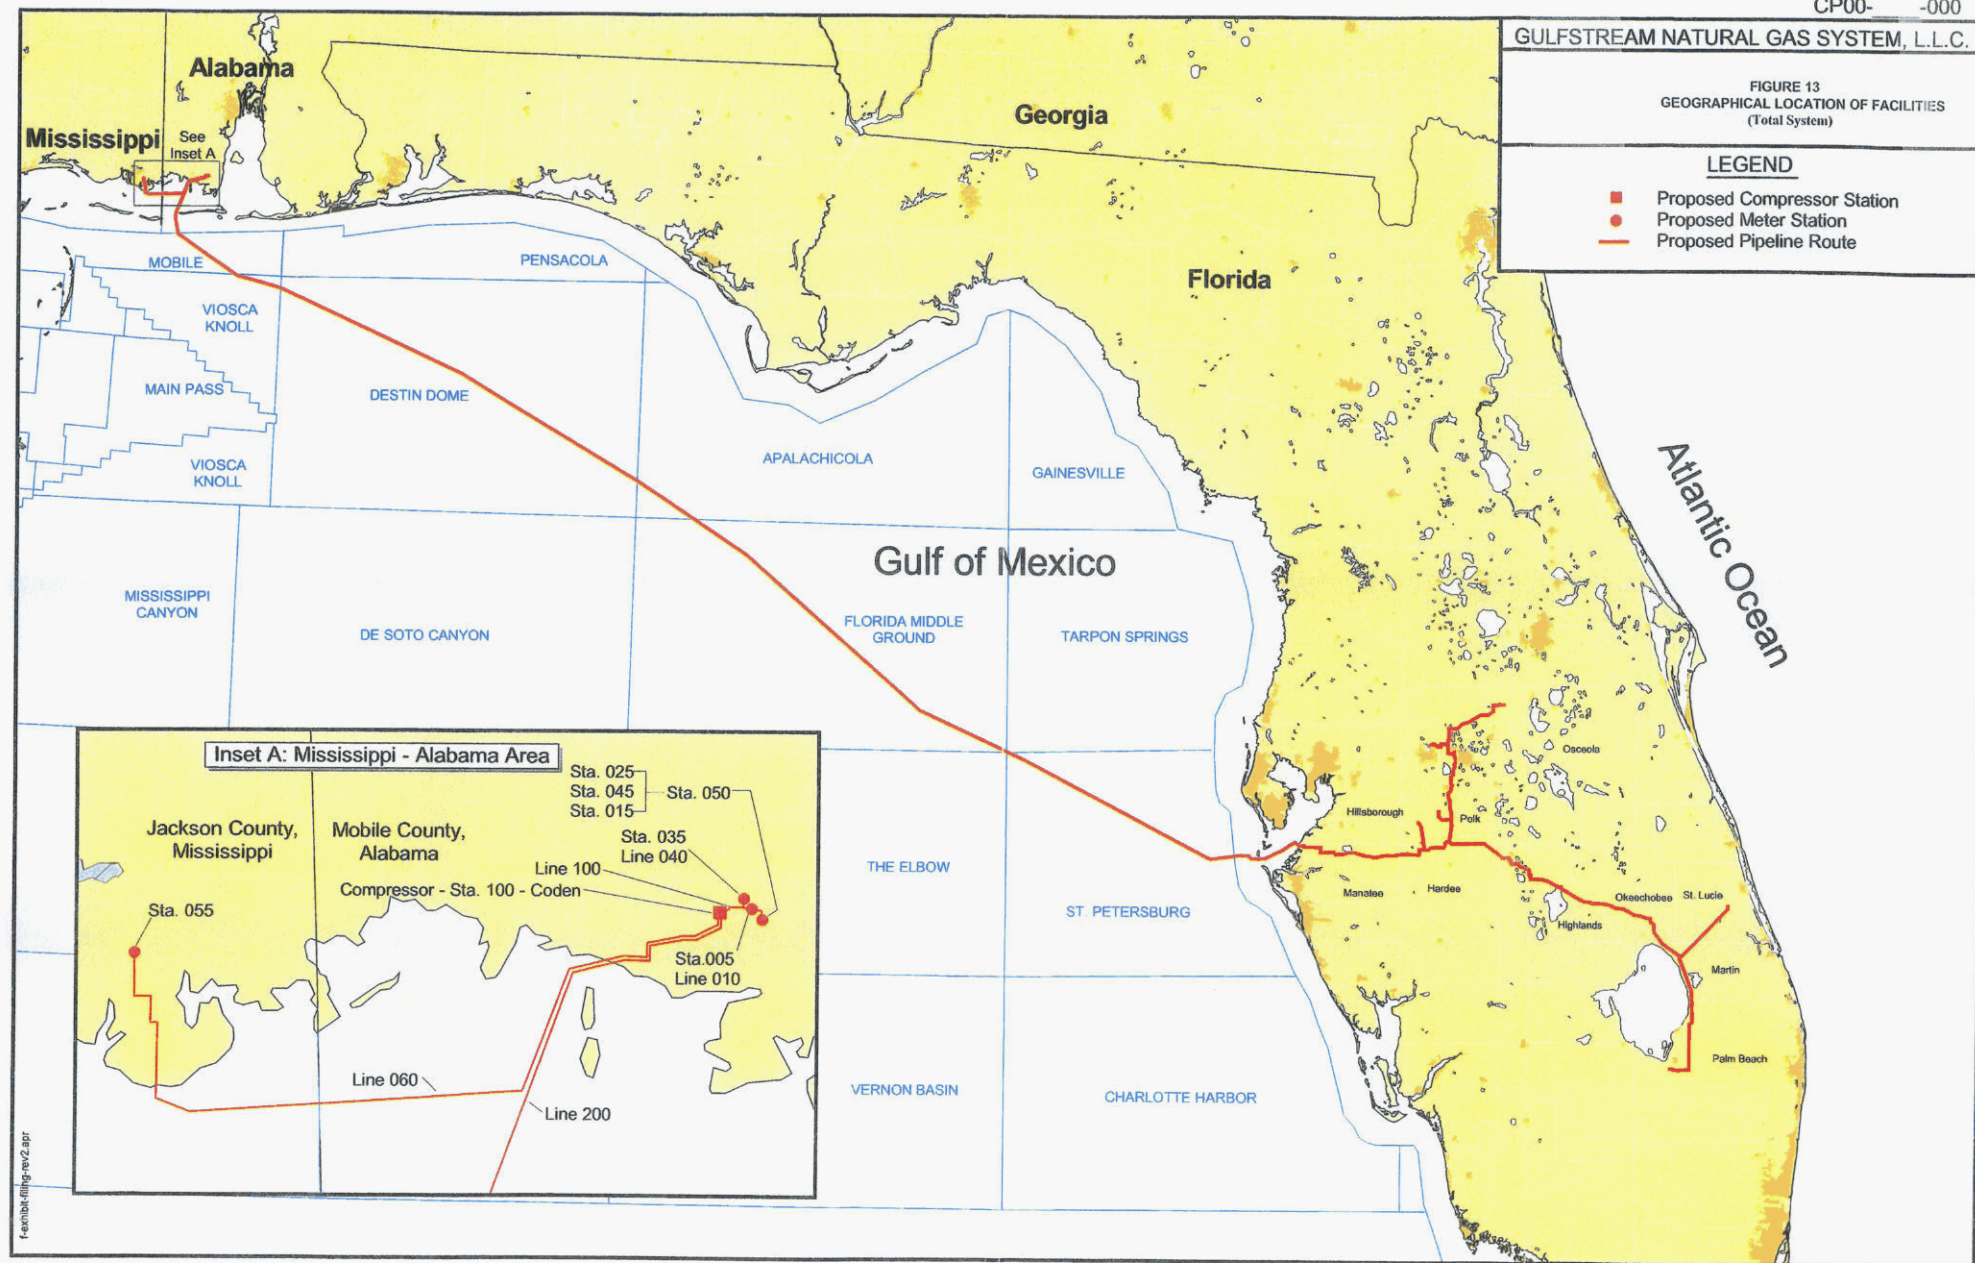 CP00-____-000
GULFSTREAM NATURAL GAS SYSTEM, L.L.C.
FIGURE 13
GEOGRAPHICAL LOCATION OF FACILITIES
(Total System)
LEGEND
Proposed Compressor Station
Proposed Meter Station
Proposed Pipeline Route
Alabama
Mississippi
See
Inset A
Georgia
Florida
MOBILE
PENSACOLA
VIOSCA
KNOLL
MAIN PASS
DESTIN DOME
VIOSCA
KNOLL
APALACHICOLA
GAINESVILLE
Atlantic Ocean
Gulf of Mexico
MISSISSIPPI
CANYON
DE SOTO CANYON
FLORIDA MIDDLE
GROUND
TARPON SPRINGS
THE ELBOW
ST. PETERSBURG
VERNON BASIN
CHARLOTTE HARBOR
Osceola
Hillsborough
Polk
Manatee
Hardee
Highlands
Okeechobee
St. Lucie
Martin
Palm Beach
Inset A: Mississippi - Alabama Area
Sta. 025
Sta. 045
Sta. 015
Sta. 050
Jackson County,
Mississippi
Mobile County,
Alabama
Sta. 035
Line 040
Line 100
Compressor - Sta. 100 - Coden
Sta. 055
Sta.005
Line 010
Line 060
Line 200
f-exhibit-filing-rev2.apr